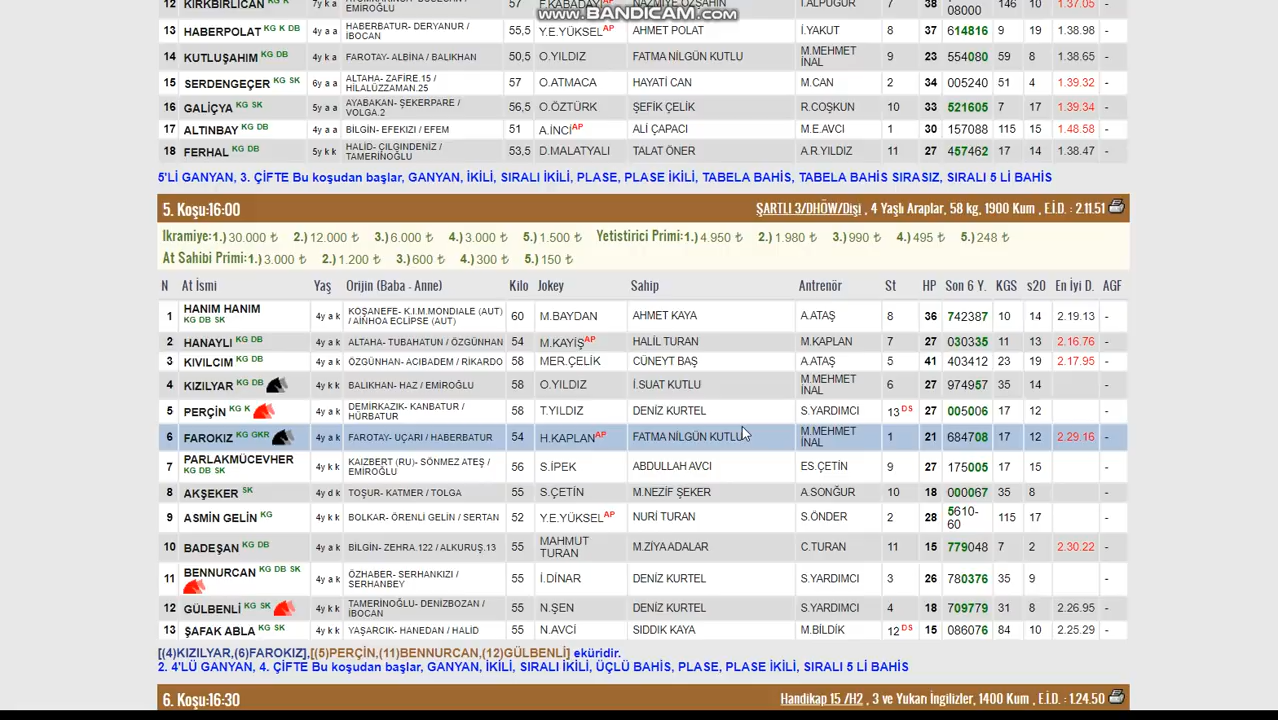 12 KIRKBIRLICAN KG K DB 7y k a EMİROĞLU 57 F.KABADAYI NAZMİYE ÖZŞAHİN T.ALPUĞUR 7 38 08000 146 10 1.37.05 -
www.BANDICAM.com
13 HABERPOLAT KG K DB 4y a a HABERBATUR- DERYANUR / İBOCAN 55,5 Y.E.YÜKSEL AP AHMET POLAT İ.YAKUT 8 37 614816 9 19 1.38.98 -
14 KUTLUŞAHIM KG DB 4y k a FAROTAY- ALBİNA / BALIKHAN 50,5 O.YILDIZ FATMA NİLGÜN KUTLU M.MEHMET İNAL 9 23 554080 59 8 1.38.65 -
15 SERDENGEÇER KG SK 6y a a ALTAHA- ZAFİRE.15 / HİLALÜZZAMAN.25 57 O.ATMACA HAYATİ CAN M.CAN 2 34 005240 51 4 1.39.32 -
16 GALİÇYA KG SK 5y a a AYABAKAN- ŞEKERPARE / VOLGA.2 56,5 O.ÖZTÜRK ŞEFİK ÇELİK R.COŞKUN 10 33 521605 7 17 1.39.34 -
17 ALTINBAY KG DB 4y a a BİLGİN- EFEKIZI / EFEM 51 A.İNCİ AP ALİ ÇAPACI M.E.AVCI 1 30 157088 115 15 1.48.58 -
18 FERHAL KG DB 5y k k HALİD- ÇILGINDENİZ / TAMERİNOĞLU 53,5 D.MALATYALI TALAT ÖNER A.R.YILDIZ 11 27 457462 17 14 1.38.47 -
5'Lİ GANYAN, 3. ÇİFTE Bu koşudan başlar, GANYAN, İKİLİ, SIRALI İKİLİ, PLASE, PLASE İKİLİ, TABELA BAHİS, TABELA BAHİS SIRASIZ, SIRALI 5 Lİ BAHİS
5. Koşu:16:00 ŞARTLI 3/DHÖW/Dişi , 4 Yaşlı Araplar, 58 kg, 1900 Kum , E.İ.D. : 2.11.51
Ikramiye:1.) 30.000 ₺ 2.) 12.000 ₺ 3.) 6.000 ₺ 4.) 3.000 ₺ 5.) 1.500 ₺ Yetistirici Primi:1.) 4.950 ₺ 2.) 1.980 ₺ 3.) 990 ₺ 4.) 495 ₺ 5.) 248 ₺
At Sahibi Primi:1.) 3.000 ₺ 2.) 1.200 ₺ 3.) 600 ₺ 4.) 300 ₺ 5.) 150 ₺
N At İsmi Yaş Orijin (Baba - Anne) Kilo Jokey Sahip Antrenör St HP Son 6 Y. KGS s20 En İyi D. AGF
1 HANIM HANIM KG DB SK 4y a k KOŞANEFE- K.I.M.MONDIALE (AUT) / AINHOA ECLIPSE (AUT) 60 M.BAYDAN AHMET KAYA A.ATAŞ 8 36 742387 10 14 2.19.13 -
2 HANAYLI KG DB 4y a k ALTAHA- TUBAHATUN / ÖZGÜNHAN 54 M.KAYİŞ AP HALİL TURAN M.KAPLAN 7 27 030335 11 13 2.16.76 -
3 KIVILCIM KG DB 4y a k ÖZGÜNHAN- ACIBADEM / RİKARDO 58 MER.ÇELİK CÜNEYT BAŞ A.ATAŞ 5 41 403412 23 19 2.17.95 -
4 KIZILYAR KG DB 4y k k BALIKHAN- HAZ / EMİROĞLU 58 O.YILDIZ İ.SUAT KUTLU M.MEHMET İNAL 6 27 974957 35 14 -
5 PERÇİN KG K 4y a k DEMİRKAZIK- KANBATUR / HÜRBATUR 58 T.YILDIZ DENİZ KURTEL S.YARDIMCI 13 DS 27 005006 17 12 -
6 FAROKIZ KG GKR 4y a k FAROTAY- UÇARI / HABERBATUR 54 H.KAPLAN AP FATMA NİLGÜN KUTLU M.MEHMET İNAL 1 21 684708 17 12 2.29.16 -
7 PARLAKMÜCEVHER KG DB SK 4y k k KAIZBERT (RU)- SÖNMEZ ATEŞ / EMİROĞLU 56 S.İPEK ABDULLAH AVCI ES.ÇETİN 9 27 175005 17 15 -
8 AKŞEKER SK 4y d k TOŞUR- KATMER / TOLGA 55 S.ÇETİN M.NEZİF ŞEKER A.SONĞUR 10 18 000067 35 8 -
9 ASMİN GELİN KG 4y k k BOLKAR- ÖRENLİ GELİN / SERTAN 52 Y.E.YÜKSEL AP NURİ TURAN S.ÖNDER 2 28 5610-60 115 17 -
10 BADEŞAN KG DB 4y a k BİLGİN- ZEHRA.122 / ALKURUŞ.13 55 MAHMUT TURAN M.ZİYA ADALAR C.TURAN 11 15 779048 7 2 2.30.22 -
11 BENNURCAN KG DB SK 4y a k ÖZHABER- SERHANKIZI / SERHANBEY 55 İ.DİNAR DENİZ KURTEL S.YARDIMCI 3 26 780376 35 9 -
12 GÜLBENLİ KG SK 4y k k TAMERİNOĞLU- DENIZBOZAN / İBOCAN 55 N.ŞEN DENİZ KURTEL S.YARDIMCI 4 18 709779 31 8 2.26.95 -
13 ŞAFAK ABLA KG SK 4y k k YAŞARCIK- HANEDAN / HALİD 55 N.AVCI SIDDIK KAYA M.BİLDİK 12 DS 15 086076 84 10 2.25.29 -
[(4)KIZILYAR,(6)FAROKIZ],[(5)PERÇİN,(11)BENNURCAN,(12)GÜLBENLİ] eküridir.
2. 4'LÜ GANYAN, 4. ÇİFTE Bu koşudan başlar, GANYAN, İKİLİ, SIRALI İKİLİ, ÜÇLÜ BAHİS, PLASE, PLASE İKİLİ, SIRALI 5 Lİ BAHİS
6. Koşu:16:30 Handikap 15 /H2 , 3 ve Yukarı İngilizler, 1400 Kum , E.İ.D. : 1.24.50